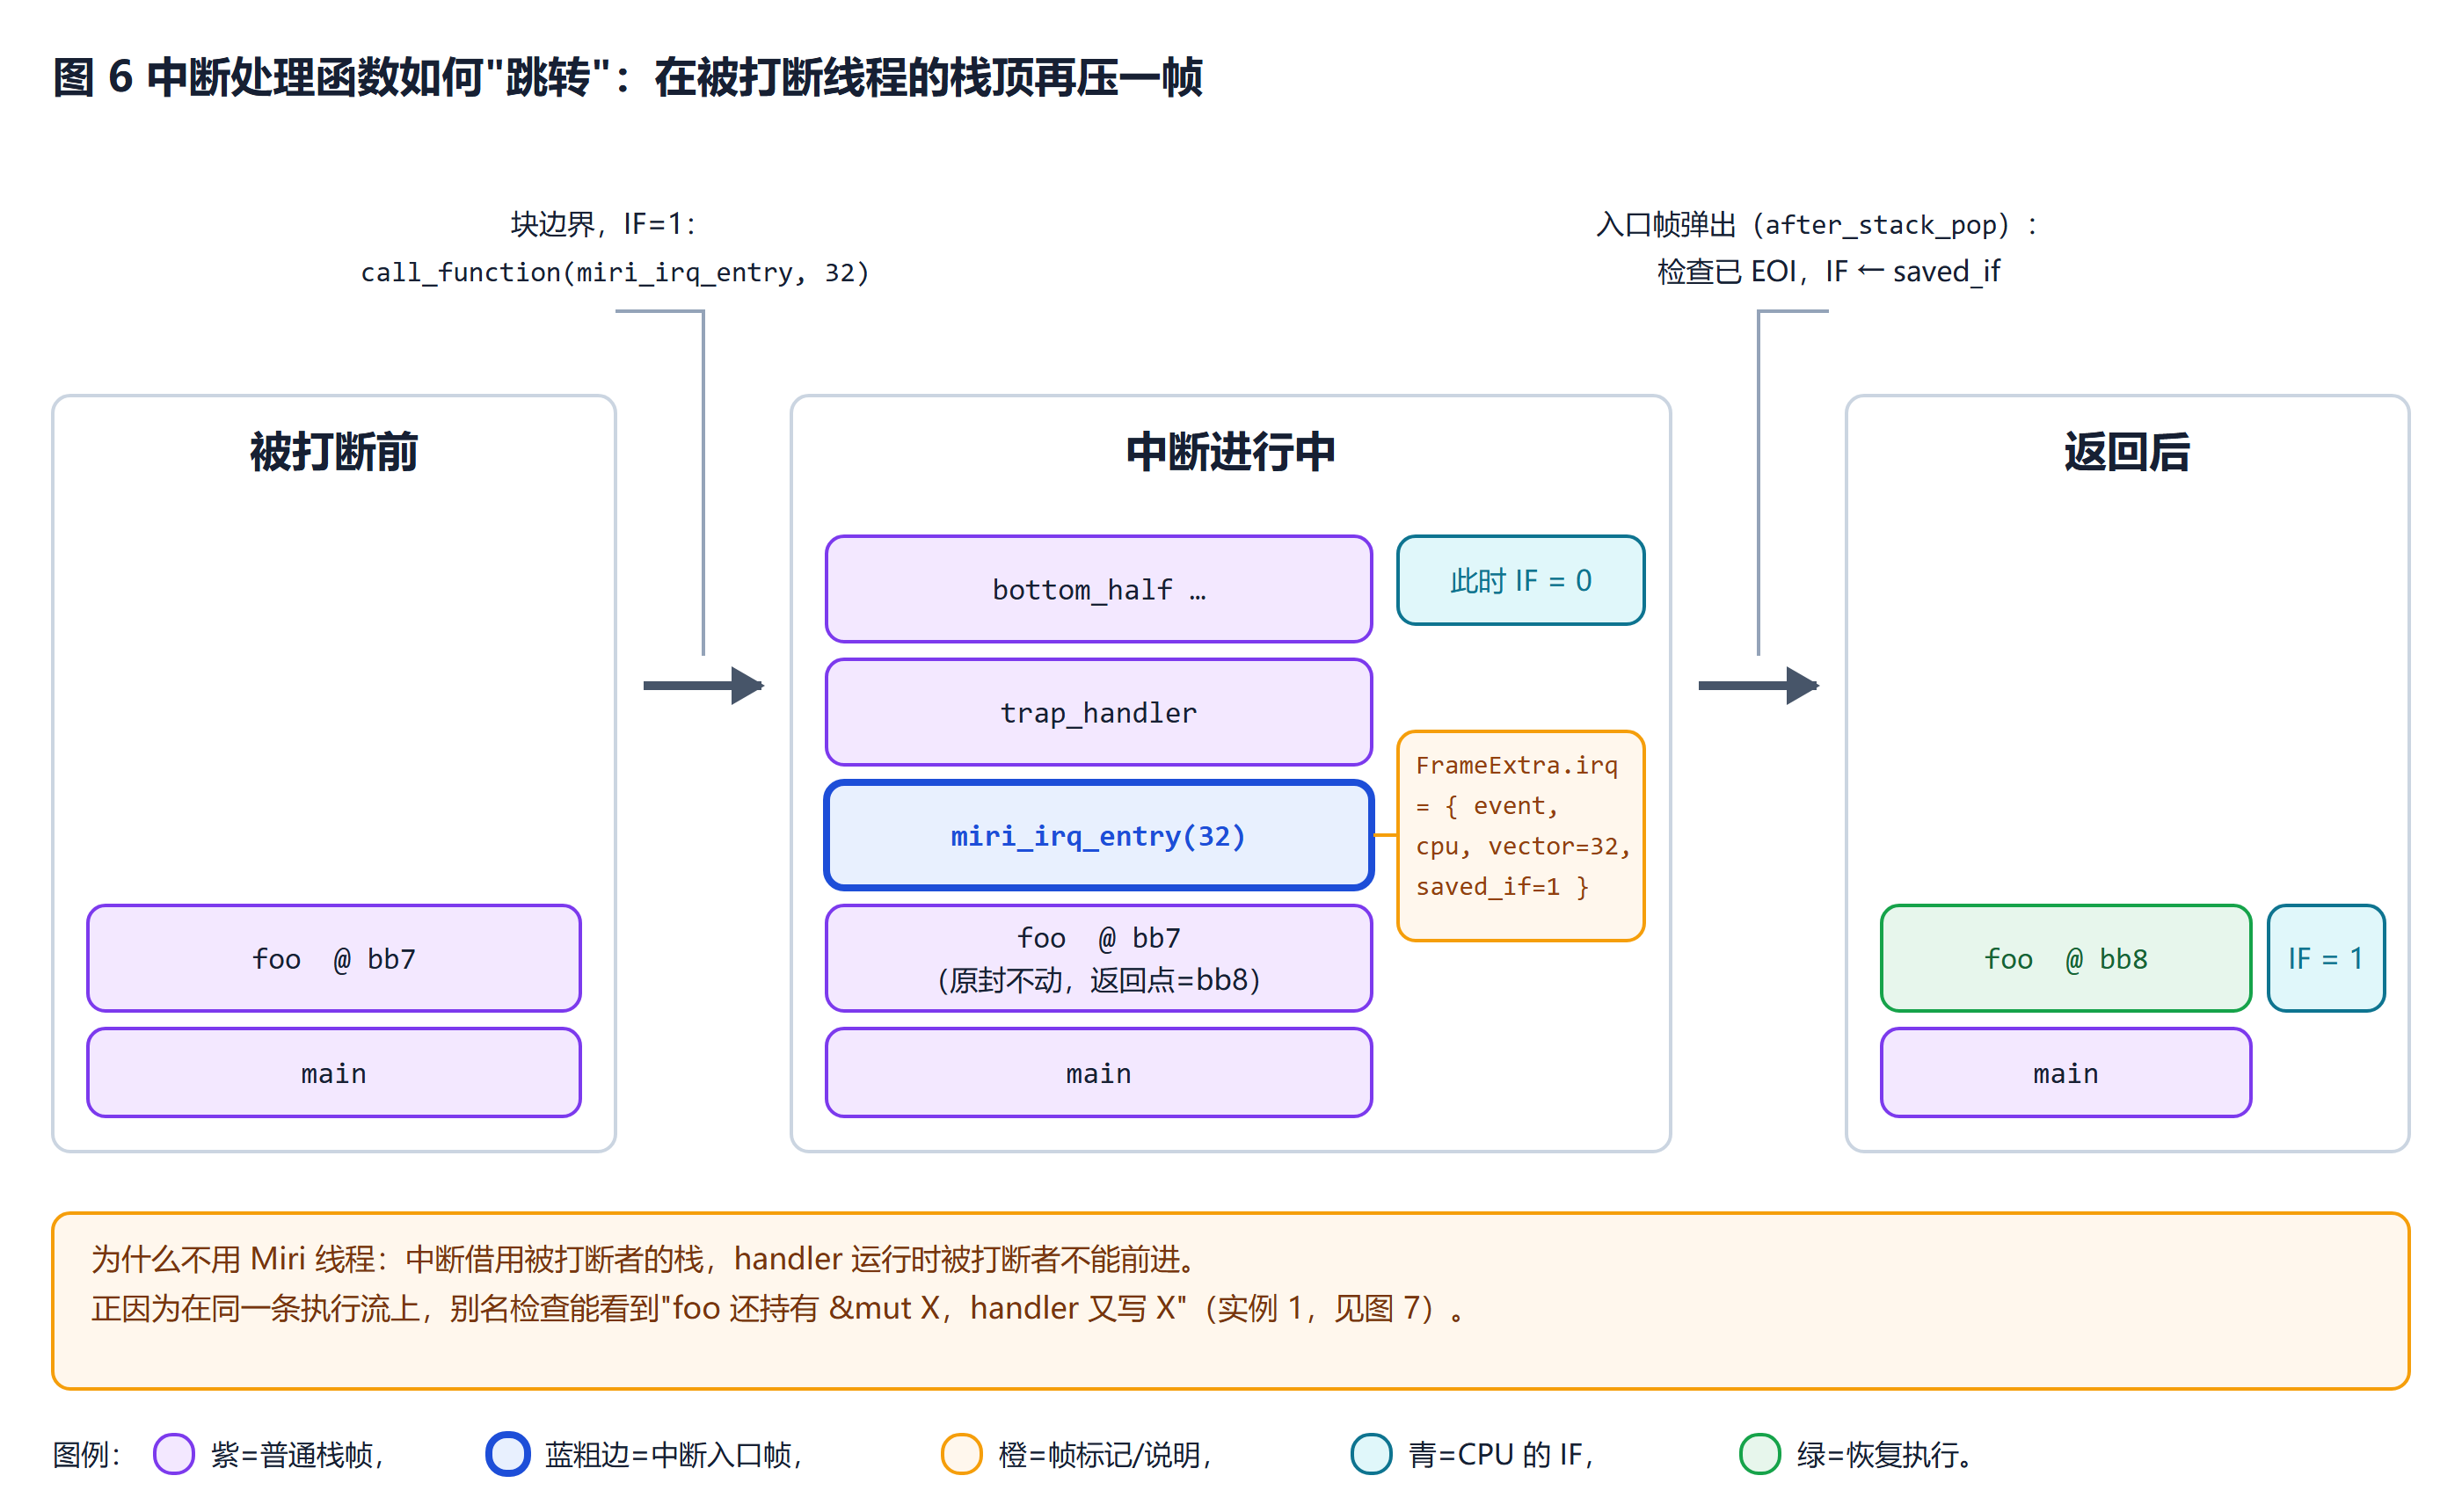 图 6 中断处理函数如何"跳转"：在被打断线程的栈顶再压一帧
块边界，IF=1：
call_function(miri_irq_entry, 32)
入口帧弹出（after_stack_pop）：
检查已 EOI，IF ← saved_if
被打断前
foo @ bb7
main
中断进行中
bottom_half …
此时 IF = 0
trap_handler
miri_irq_entry(32)
FrameExtra.irq
= { event,
cpu, vector=32,
saved_if=1 }
foo @ bb7
（原封不动，返回点=bb8）
main
返回后
foo @ bb8
IF = 1
main
为什么不用 Miri 线程：中断借用被打断者的栈，handler 运行时被打断者不能前进。
正因为在同一条执行流上，别名检查能看到"foo 还持有 &mut X，handler 又写 X"（实例 1，见图 7）。
图例： 紫=普通栈帧， 蓝粗边=中断入口帧， 橙=帧标记/说明， 青=CPU 的 IF， 绿=恢复执行。